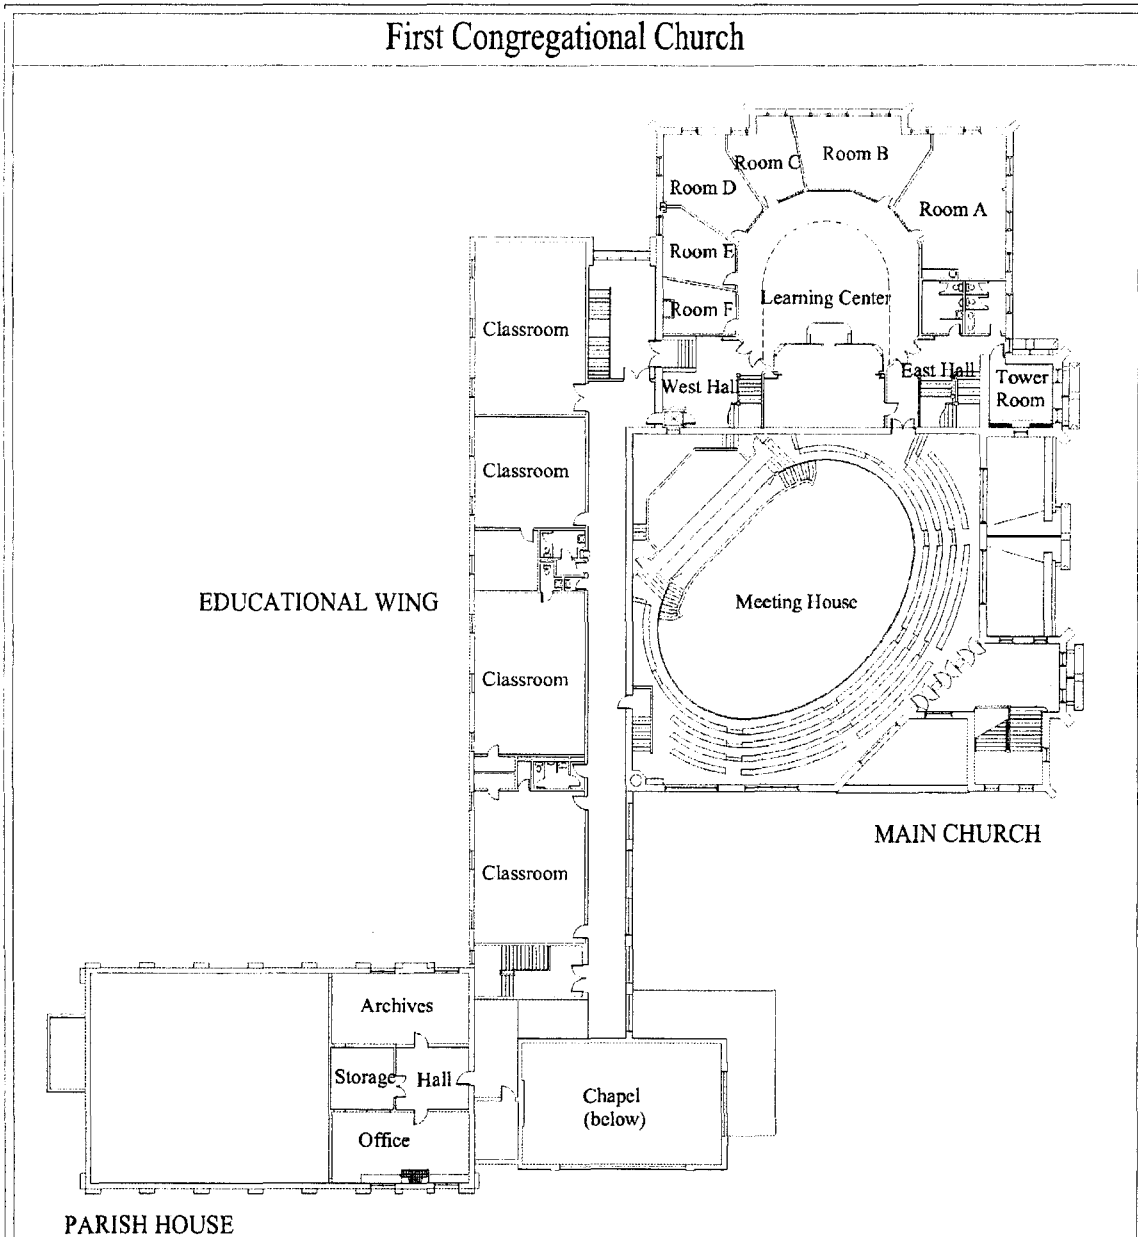 First Congregational Church
Room C
Room B
Room D
Room A
Room E
Room F
Learning Center
Classroom
West Hall
East Hall
Tower
Room
Classroom
EDUCATIONAL WING
Meeting House
Classroom
MAIN CHURCH
Classroom
Archives
Storage
Hall
Chapel
(below)
Office
PARISH HOUSE